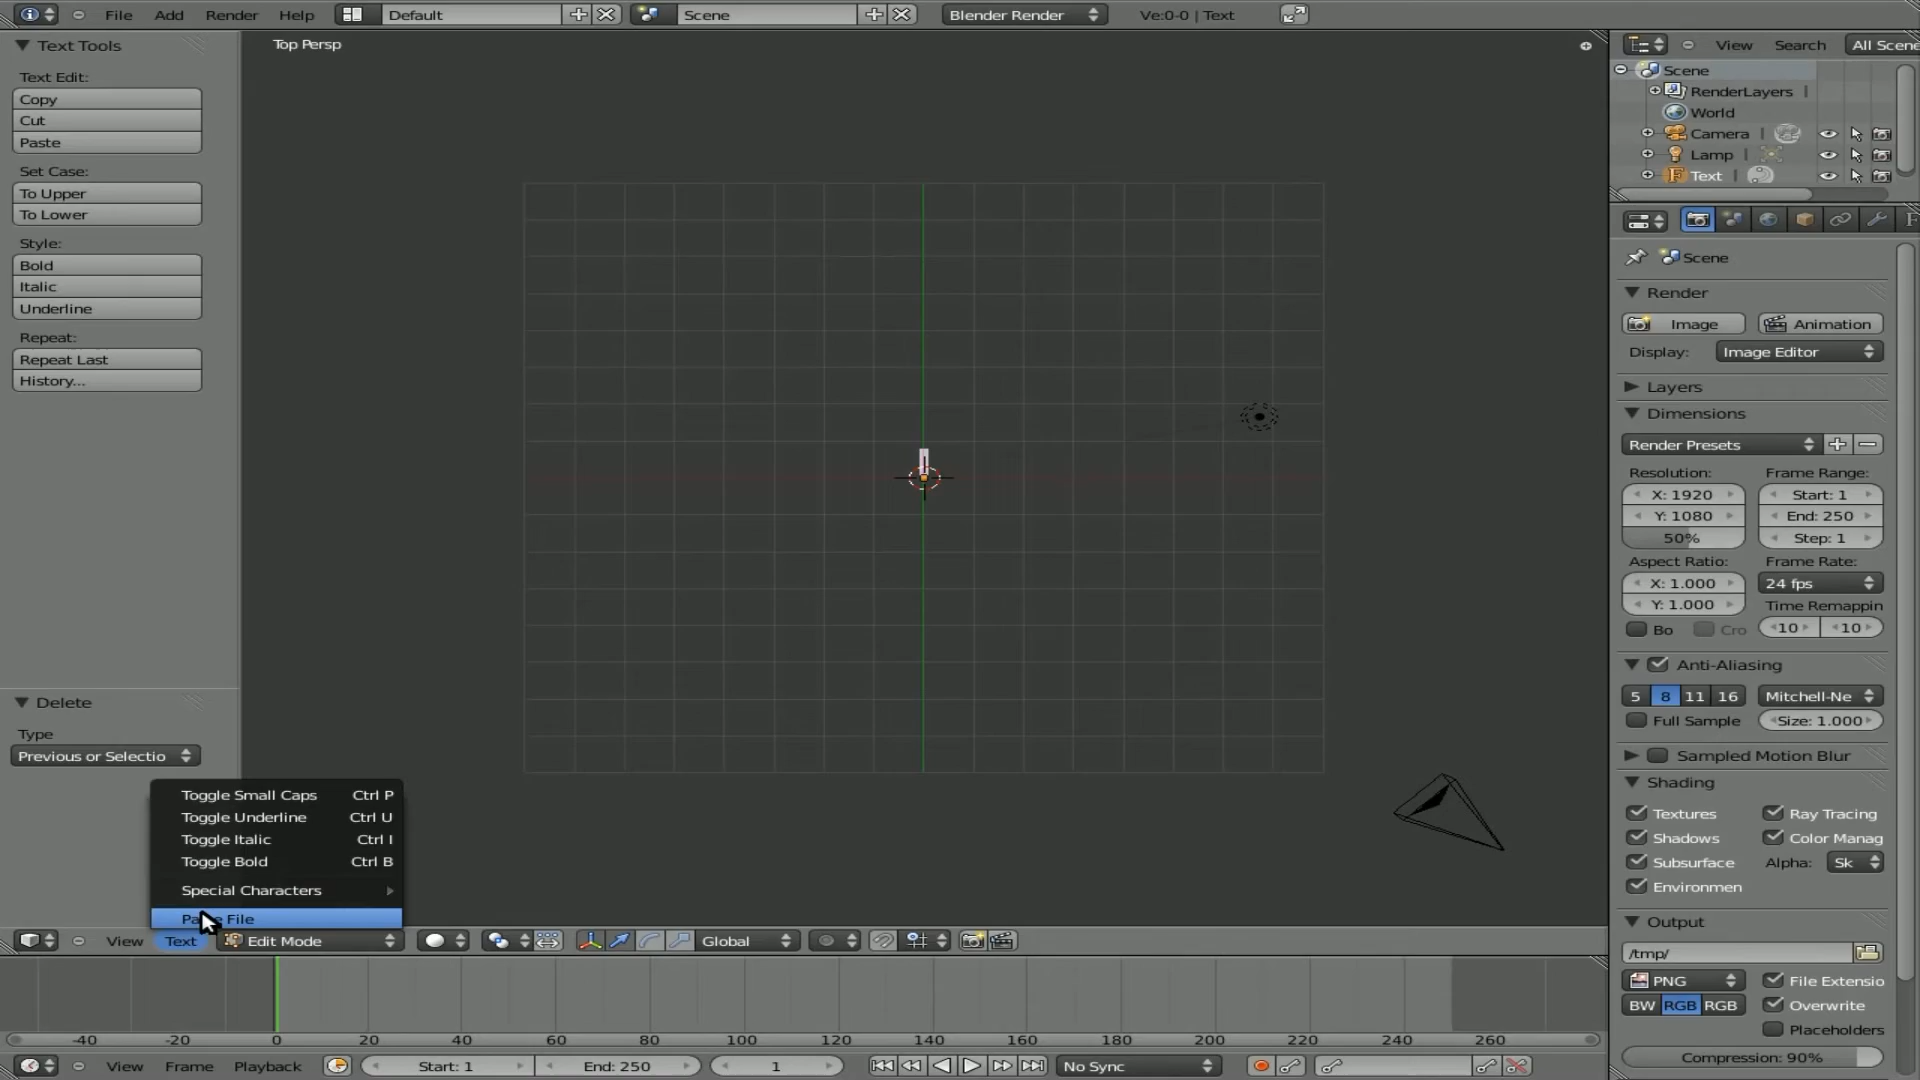 File Add Render Help Default Scene Blender Render Ve:0-0 | Text
Text Tools
Text Edit:
Copy
Cut
Paste
Set Case:
To Upper
To Lower
Style:
Bold
Italic
Underline
Repeat:
Repeat Last
History...
Delete
Type
Previous or Selectio
Top Persp
Toggle Small Caps Ctrl P
Toggle Underline Ctrl U
Toggle Italic Ctrl I
Toggle Bold Ctrl B
Special Characters
File
View Text Edit Mode Global
-40 -20 0 20 40 60 80 100 120 140 160 180 200 220 240 260
View Frame Playback Start: 1 End: 250 1 No Sync
View Search All Scene
Scene
RenderLayers
World
Camera
Lamp
Text
Scene
Render
Image Animation
Display: Image Editor
Layers
Dimensions
Render Presets
Resolution: Frame Range:
X: 1920 Start: 1
Y: 1080 End: 250
50% Step: 1
Aspect Ratio: Frame Rate:
X: 1.000 24 fps
Y: 1.000 Time Remappin
Bo Cro 10 10
Anti-Aliasing
5 8 11 16 Mitchell-Ne
Full Sample Size: 1.000
Sampled Motion Blur
Shading
Textures Ray Tracing
Shadows Color Manag
Subsurface Alpha: Sk
Environmen
Output
/tmp/
PNG File Extensio
BW RGB RGB Overwrite
Placeholders
Compression: 90%